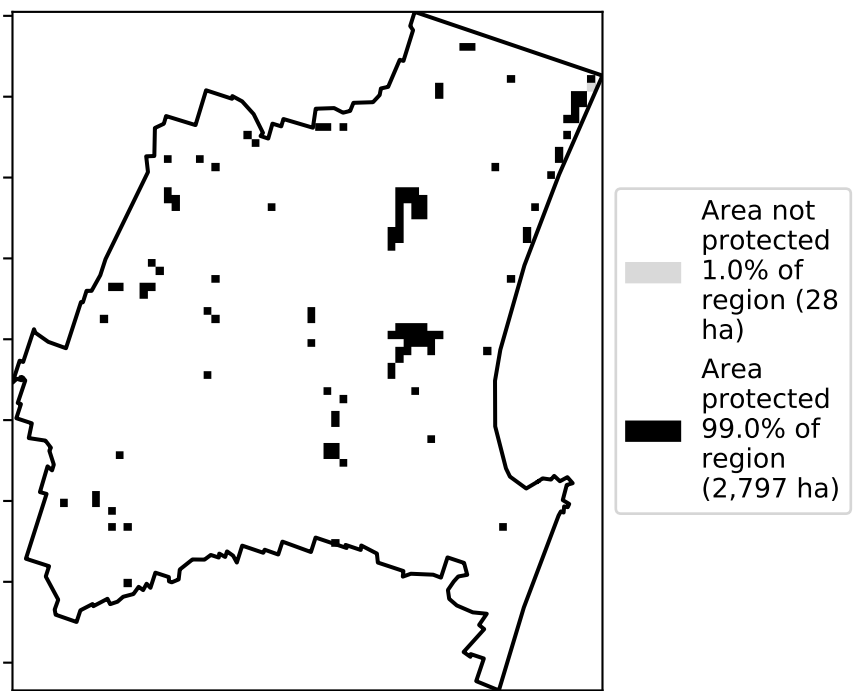 Area not
protected
1.0% of
region (28
ha)
Area
protected
99.0% of
region
(2,797 ha)